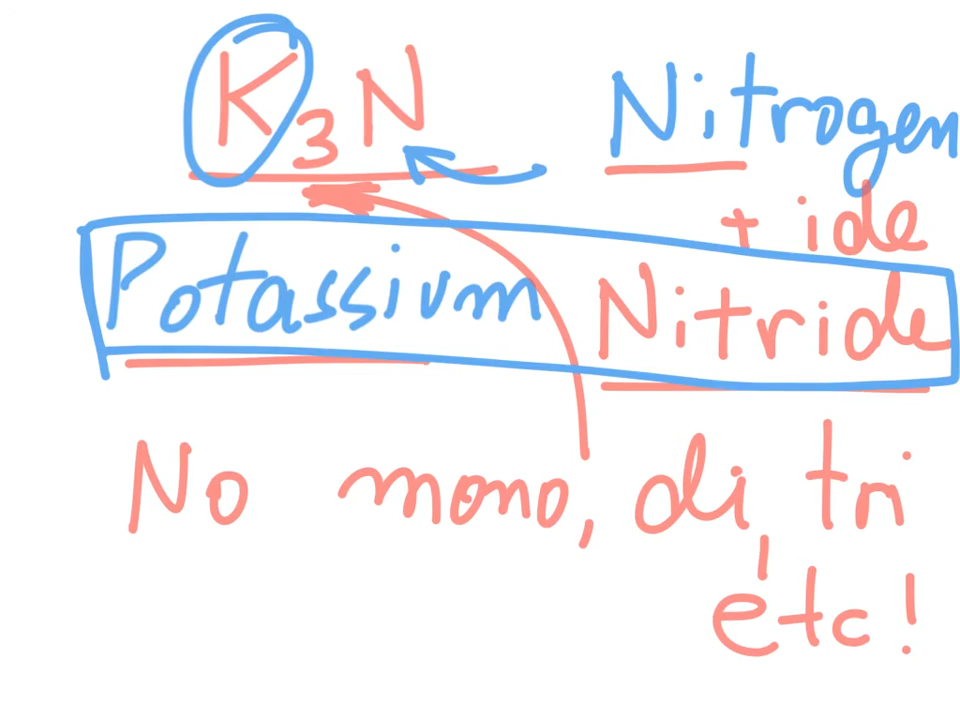 K3N Nitrogen
+ ide
Potassium Nitride
No mono, di, tri
etc!